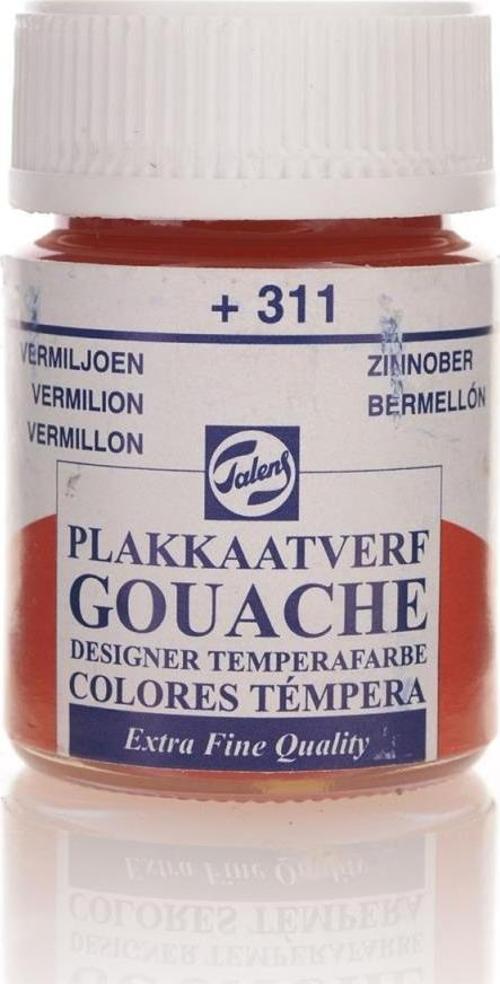 + 311
VERMILJOEN
VERMILION
VERMILLON
ZINNOBER
BERMELLÓN
Talens
PLAKKAATVERF
GOUACHE
DESIGNER TEMPERAFARBE
COLORES TÉMPERA
Extra Fine Quality